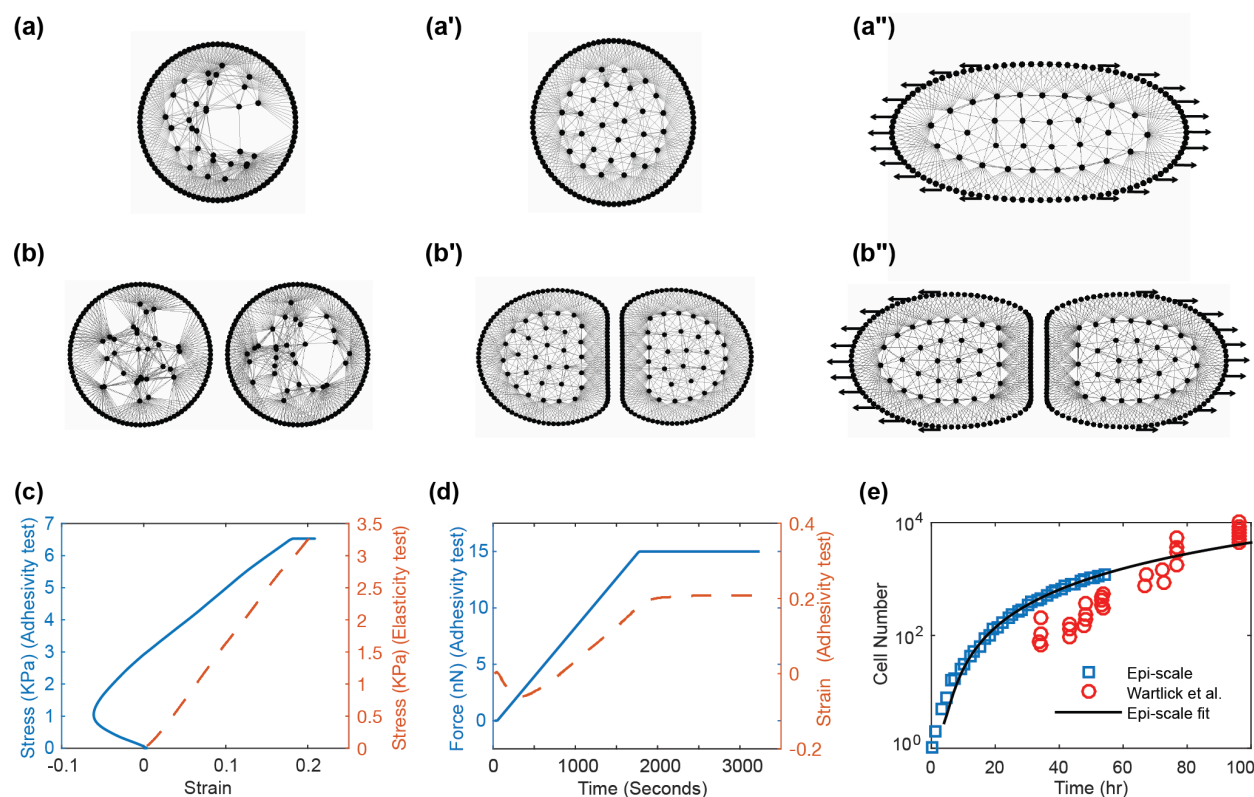 (a) (a') (a")
(b) (b') (b")
(c) (d) (e)
Stress (KPa) (Adhesivity test)
7
6
5
4
3
2
1
0
-0.1 0 0.1 0.2
Strain
3.5
3
2.5
2
1.5
1
0.5
0
Stress (KPa) (Elasticity test)
Force (nN) (Adhesivity test)
15
10
5
0
0 1000 2000 3000
Time (Seconds)
0.4
0.2
0
-0.2
Strain (Adhesivity test)
Cell Number
10^4
10^2
10^0
0 20 40 60 80 100
Time (hr)
Epi-scale
Wartlick et al.
Epi-scale fit